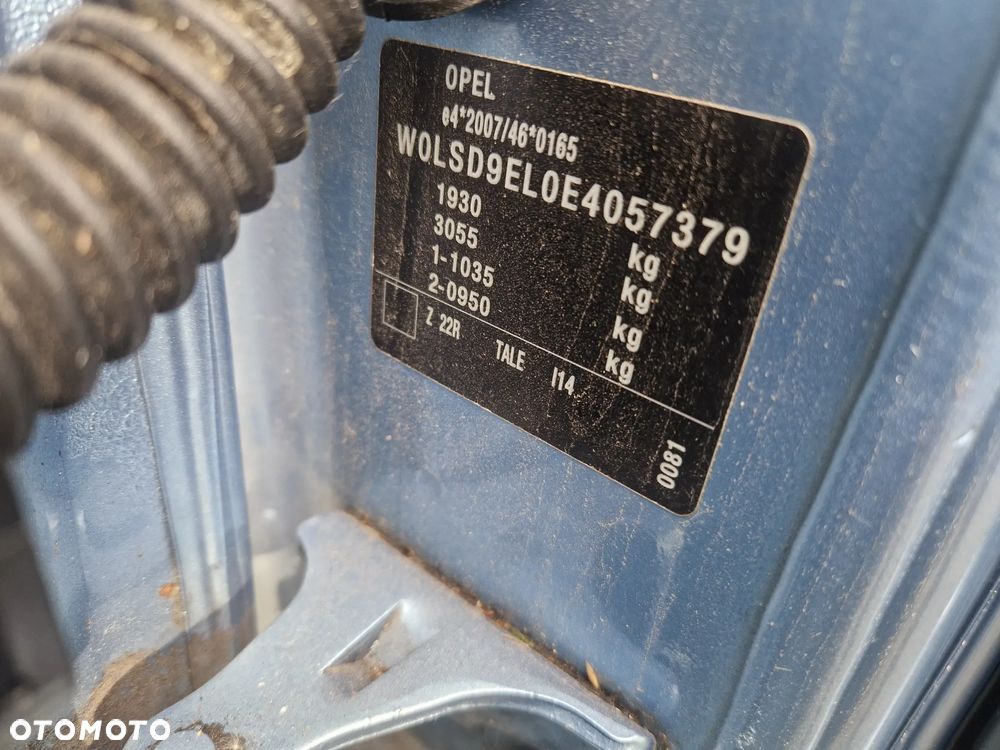 OPEL
e4*2007/46*0165
W0LSD9EL0E4057379
1930 kg
3055 kg
1-1035 kg
2-0950 kg
Z 22R TALE I14
0081
OTOMOTO